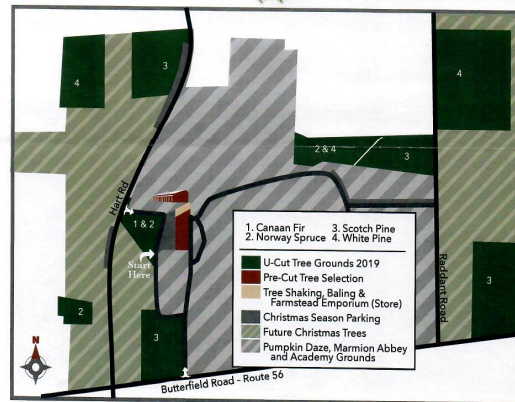 4
3
4
2 & 4
3
Hart Rd
1 & 2
Start
Here
2
3
3
Reddant Road
1. Canaan Fir
2. Norway Spruce
3. Scotch Pine
4. White Pine
U-Cut Tree Grounds 2019
Pre-Cut Tree Selection
Tree Shaking, Baling &
Farmstead Emporium (Store)
Christmas Season Parking
Future Christmas Trees
Pumpkin Daze, Marmion Abbey
and Academy Grounds
N
Butterfield Road - Route 56